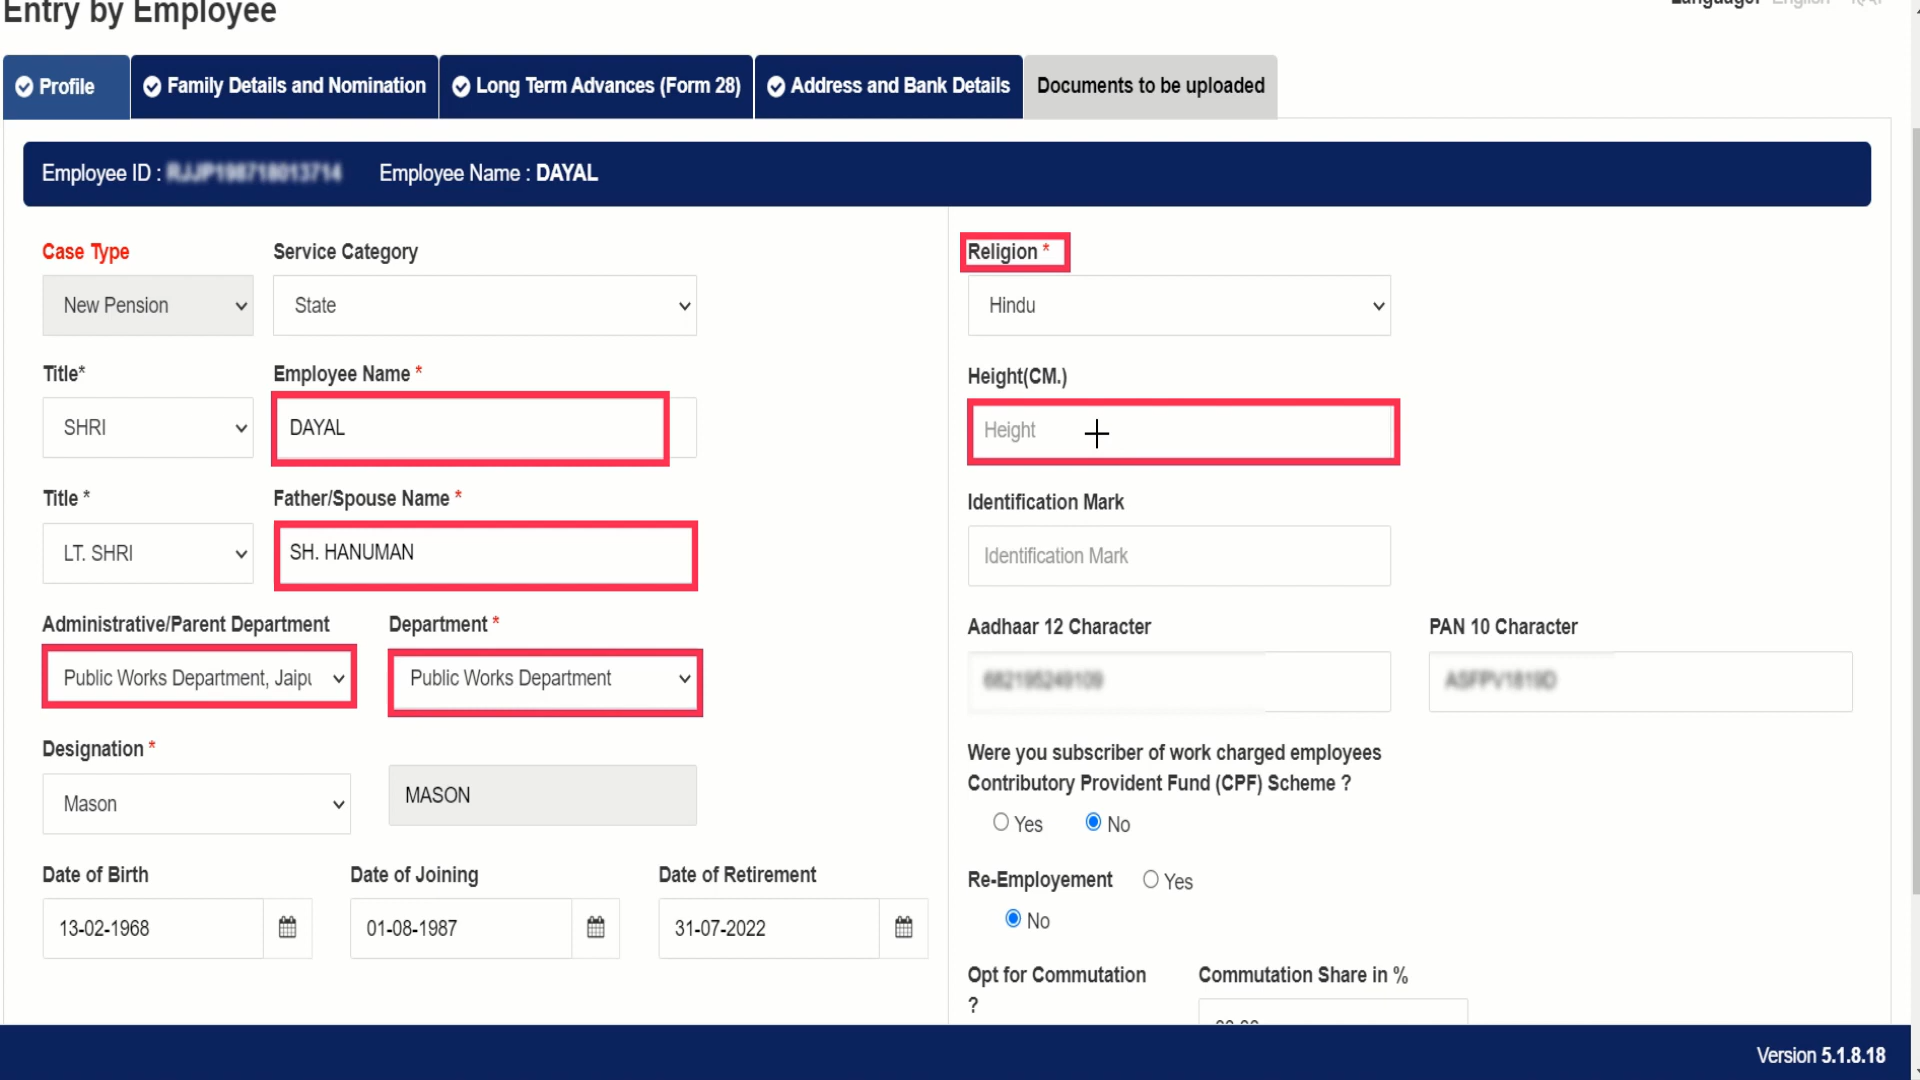 Entry by Employee
Profile
Family Details and Nomination
Long Term Advances (Form 28)
Address and Bank Details
Documents to be uploaded
Employee ID :
Employee Name : DAYAL
Case Type
Service Category
New Pension
State
Title*
Employee Name *
SHRI
DAYAL
Title *
Father/Spouse Name *
LT. SHRI
SH. HANUMAN
Administrative/Parent Department
Department *
Public Works Department, Jaipu
Public Works Department
Designation *
Mason
MASON
Date of Birth
Date of Joining
Date of Retirement
13-02-1968
01-08-1987
31-07-2022
Religion *
Hindu
Height(CM.)
Height
Identification Mark
Identification Mark
Aadhaar 12 Character
PAN 10 Character
Were you subscriber of work charged employees
Contributory Provident Fund (CPF) Scheme ?
Yes
No
Re-Employement
Yes
No
Opt for Commutation
?
Commutation Share in %
Version 5.1.8.18